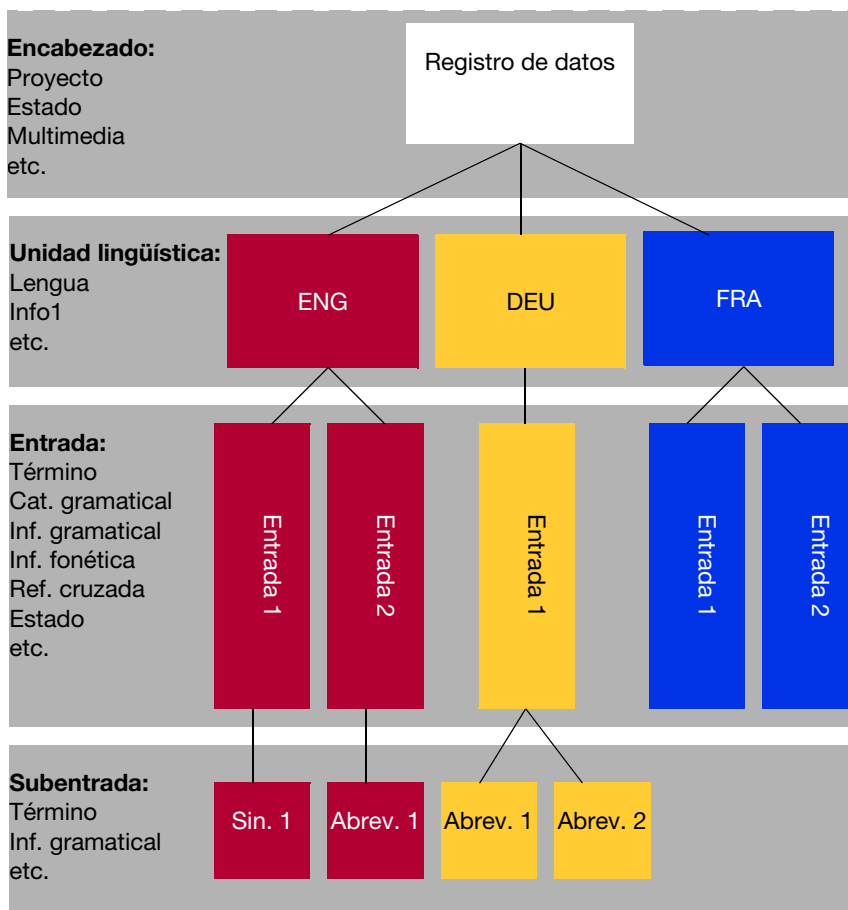 Encabezado:
Proyecto
Estado
Multimedia
etc.
Registro de datos
Unidad lingüística:
Lengua
Info1
etc.
ENG
DEU
FRA
Entrada:
Término
Cat. gramatical
Inf. gramatical
Inf. fonética
Ref. cruzada
Estado
etc.
Entrada 1
Entrada 2
Entrada 1
Entrada 1
Entrada 2
Subentrada:
Término
Inf. gramatical
etc.
Sin. 1
Abrev. 1
Abrev. 1
Abrev. 2